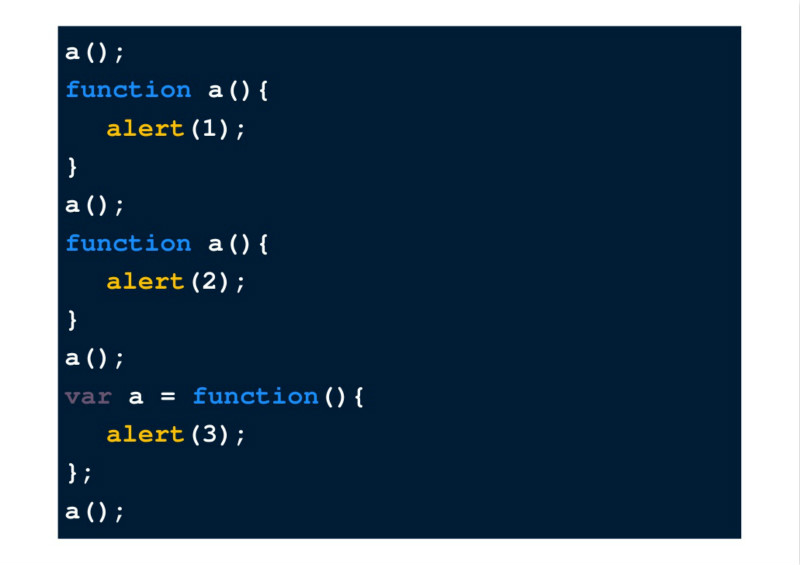 a();
function a(){
alert(1);
}
a();
function a(){
alert(2);
}
a();
var a = function(){
alert(3);
};
a();